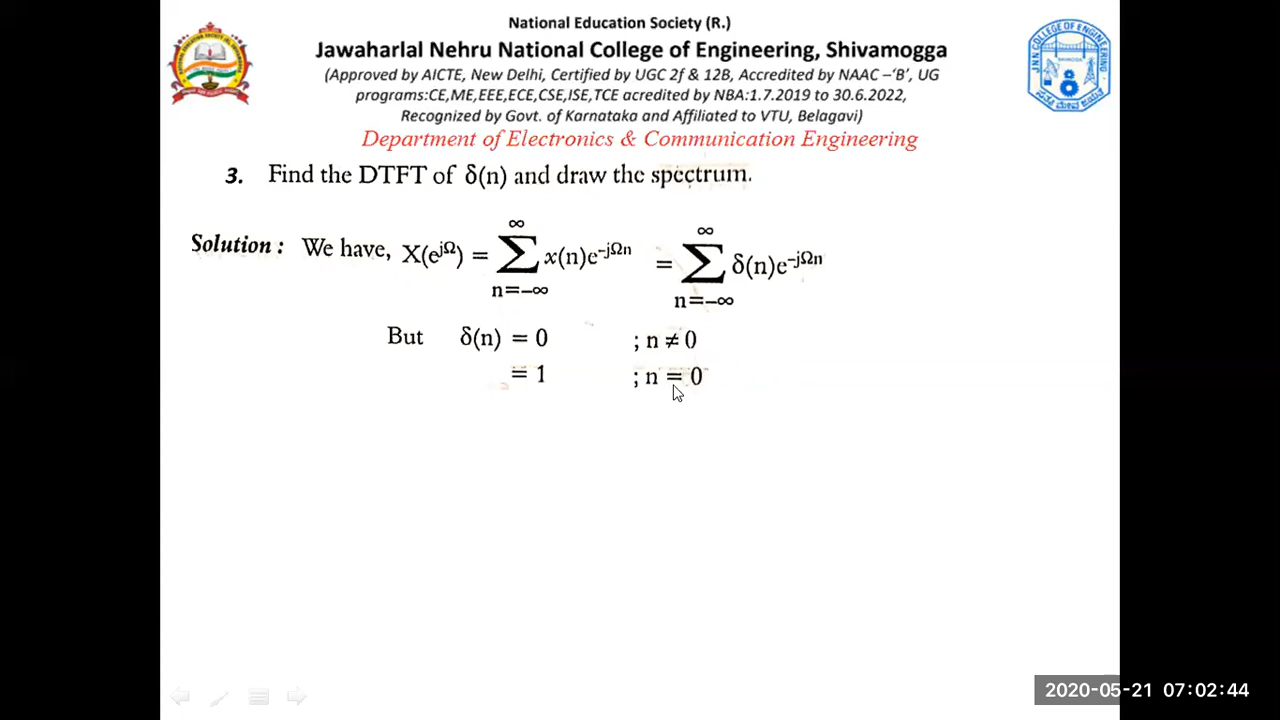 National Education Society (R.)
Jawaharlal Nehru National College of Engineering, Shivamogga
(Approved by AICTE, New Delhi, Certified by UGC 2f & 12B, Accredited by NAAC –‘B’, UG
programs:CE,ME,EEE,ECE,CSE,ISE,TCE acredited by NBA:1.7.2019 to 30.6.2022,
Recognized by Govt. of Karnataka and Affiliated to VTU, Belagavi)
Department of Electronics & Communication Engineering
3. Find the DTFT of δ(n) and draw the spectrum.
Solution : We have, X(e^jΩ) = ∑_{n=–∞}^{∞} x(n)e^–jΩn = ∑_{n=–∞}^{∞} δ(n)e^–jΩn
But δ(n) = 0 ; n ≠ 0
= 1 ; n = 0
2020-05-21 07:02:44